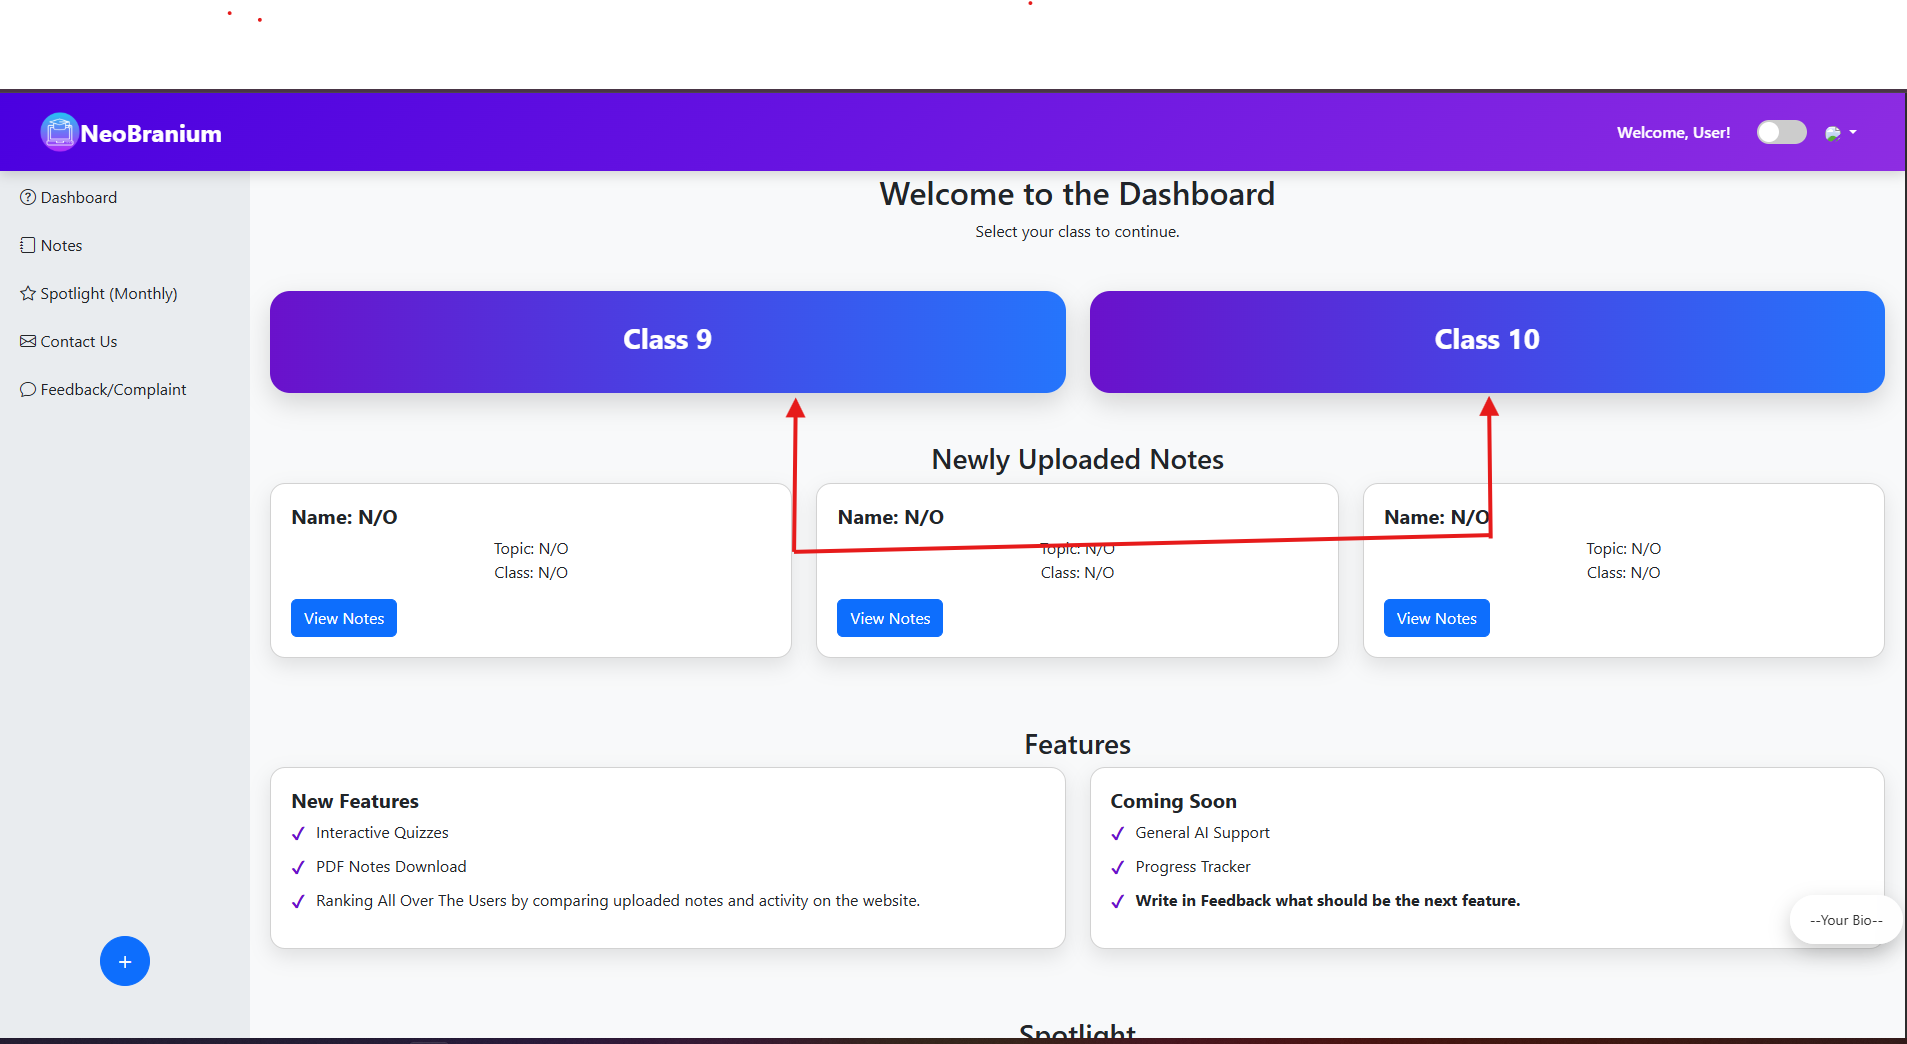 NeoBranium
Welcome, User!
Dashboard
Notes
Spotlight (Monthly)
Contact Us
Feedback/Complaint
Welcome to the Dashboard
Select your class to continue.
Class 9
Class 10
Newly Uploaded Notes
Name: N/O
Topic: N/O
Class: N/O
View Notes
Name: N/O
Topic: N/O
Class: N/O
View Notes
Name: N/O
Topic: N/O
Class: N/O
View Notes
Features
New Features
Interactive Quizzes
PDF Notes Download
Ranking All Over The Users by comparing uploaded notes and activity on the website.
Coming Soon
General AI Support
Progress Tracker
Write in Feedback what should be the next feature.
--Your Bio--
+
Spotlight